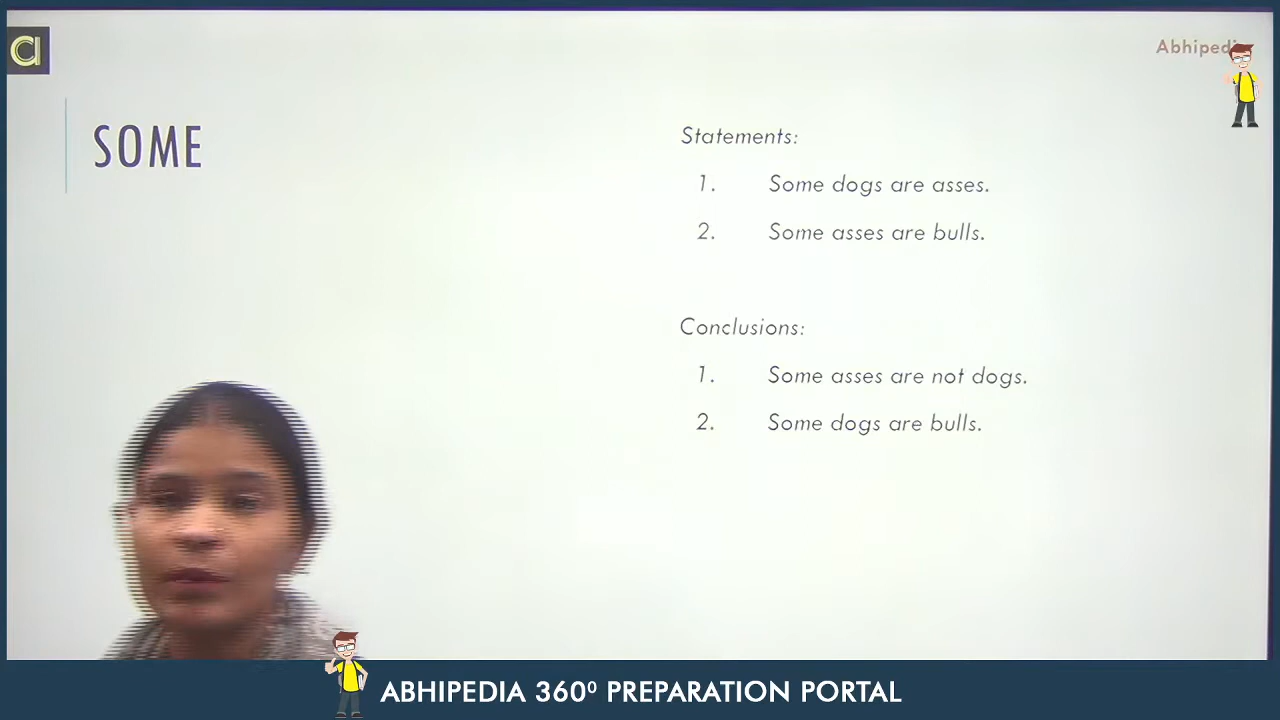 Abhipedia
SOME
Statements:
1. Some dogs are asses.
2. Some asses are bulls.
Conclusions:
1. Some asses are not dogs.
2. Some dogs are bulls.
ABHIPEDIA 360⁰ PREPARATION PORTAL